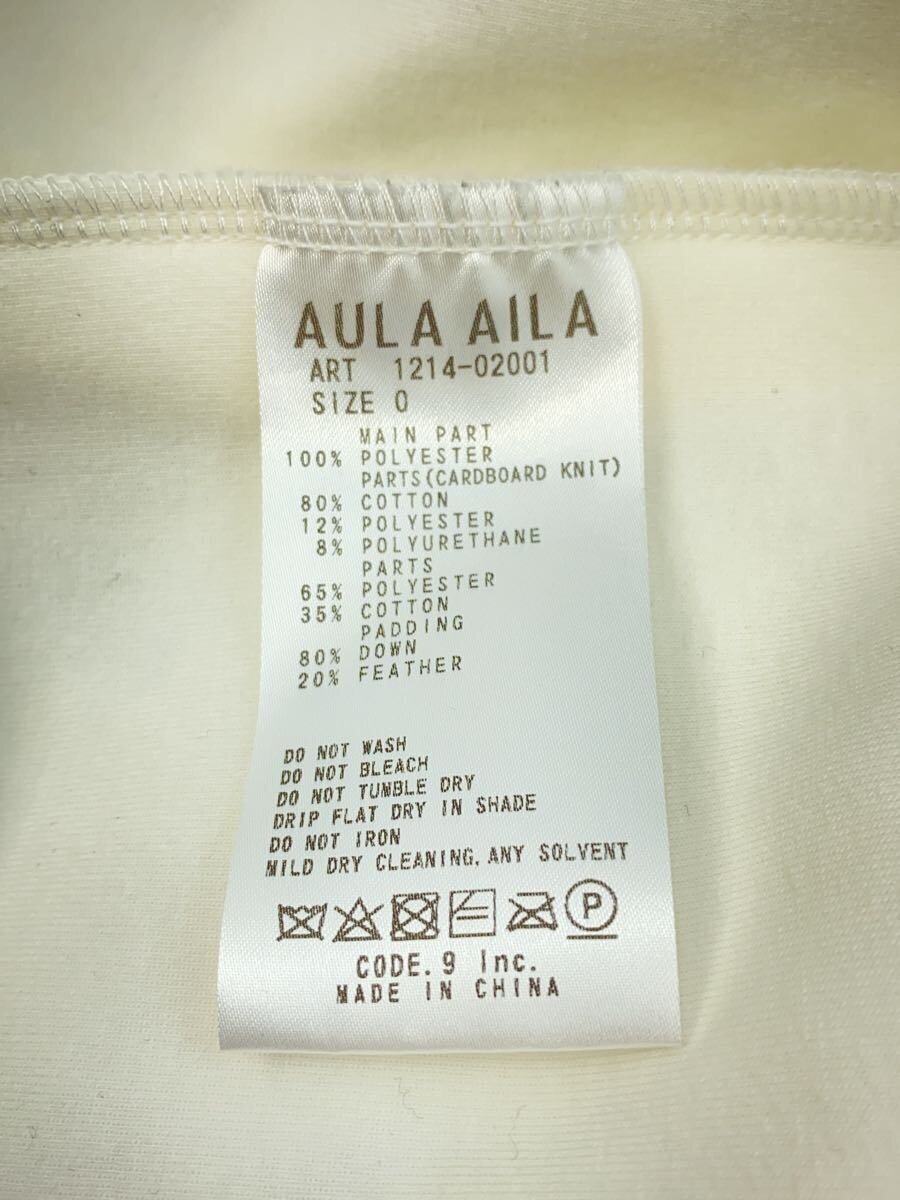 AULA AILA
ART 1214-02001
SIZE 0
MAIN PART
100% POLYESTER
PARTS(CARDBOARD KNIT)
80% COTTON
12% POLYESTER
8% POLYURETHANE
PARTS
65% POLYESTER
35% COTTON
PADDING
80% DOWN
20% FEATHER
DO NOT WASH
DO NOT BLEACH
DO NOT TUMBLE DRY
DRIP FLAT DRY IN SHADE
DO NOT IRON
MILD DRY CLEANING, ANY SOLVENT
P
CODE.9 Inc.
MADE IN CHINA